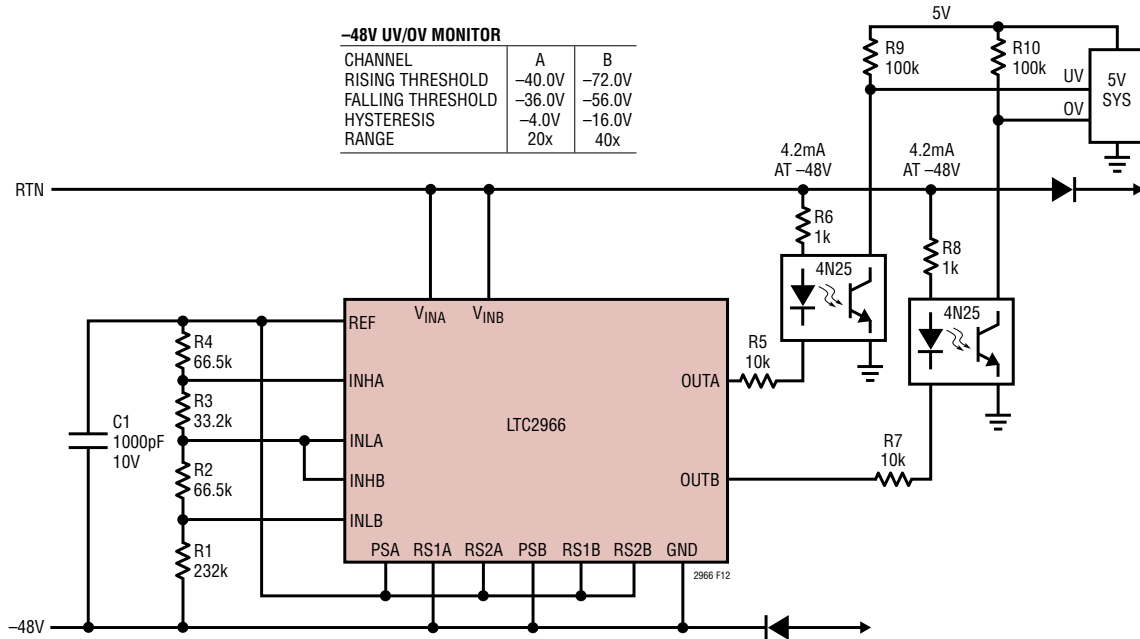 –48V UV/OV MONITOR
CHANNEL A B
RISING THRESHOLD –40.0V –72.0V
FALLING THRESHOLD –36.0V –56.0V
HYSTERESIS –4.0V –16.0V
RANGE 20x 40x
5V
R9
100k
R10
100k
UV
OV
5V
SYS
4.2mA
AT –48V
4.2mA
AT –48V
RTN
R6
1k
R8
1k
4N25
4N25
REF
VINA
VINB
R4
66.5k
INHA
R3
33.2k
C1
1000pF
10V
INLA
INHB
R2
66.5k
INLB
R1
232k
LTC2966
OUTA
R5
10k
OUTB
R7
10k
PSA RS1A RS2A PSB RS1B RS2B GND
2966 F12
–48V